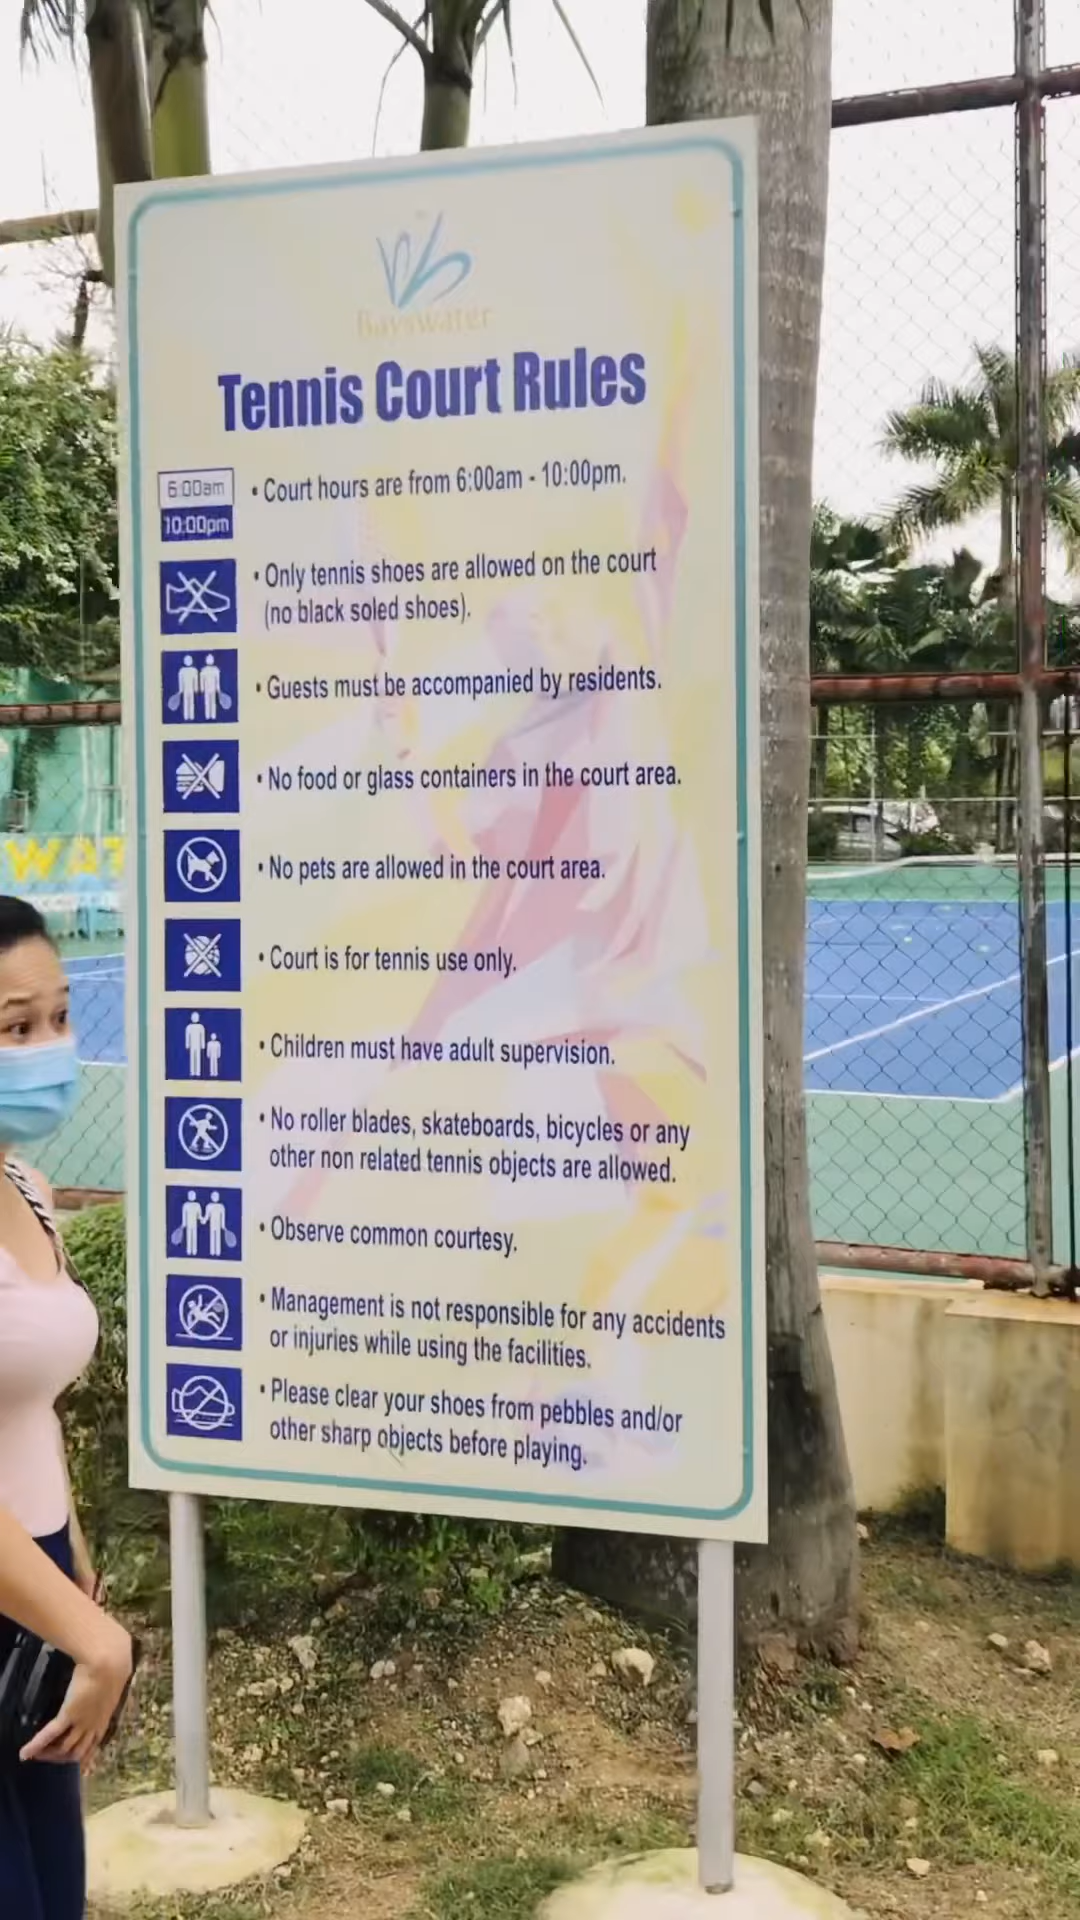 Bayswater
Tennis Court Rules
6:00am
10:00pm
• Court hours are from 6:00am - 10:00pm.
• Only tennis shoes are allowed on the court
(no black soled shoes).
• Guests must be accompanied by residents.
• No food or glass containers in the court area.
• No pets are allowed in the court area.
• Court is for tennis use only.
• Children must have adult supervision.
• No roller blades, skateboards, bicycles or any
other non related tennis objects are allowed.
• Observe common courtesy.
• Management is not responsible for any accidents
or injuries while using the facilities.
• Please clear your shoes from pebbles and/or
other sharp objects before playing.
WAT